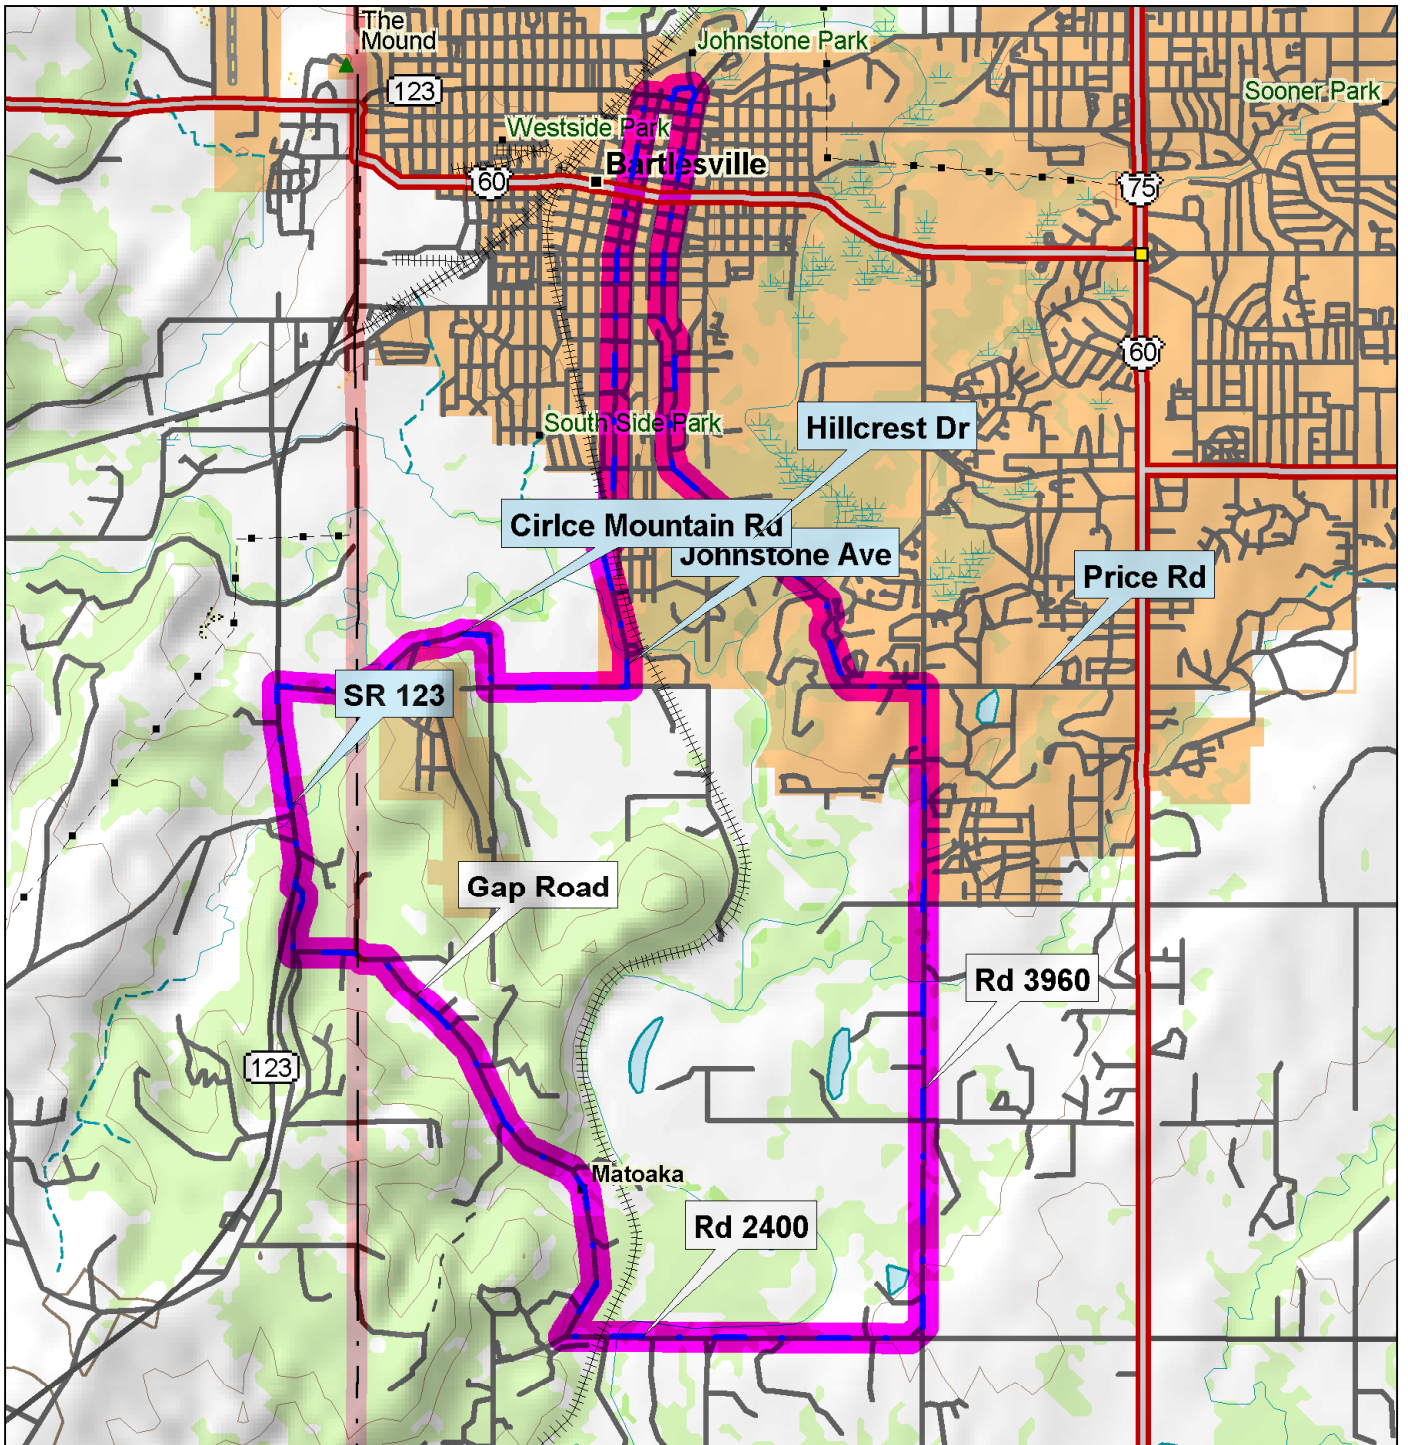 The
Mound
Johnstone Park
123
Sooner Park
Westside Park
Bartlesville
60
75
60
South Side Park
Hillcrest Dr
Cirlce Mountain Rd
Johnstone Ave
Price Rd
SR 123
Gap Road
Rd 3960
123
Matoaka
Rd 2400